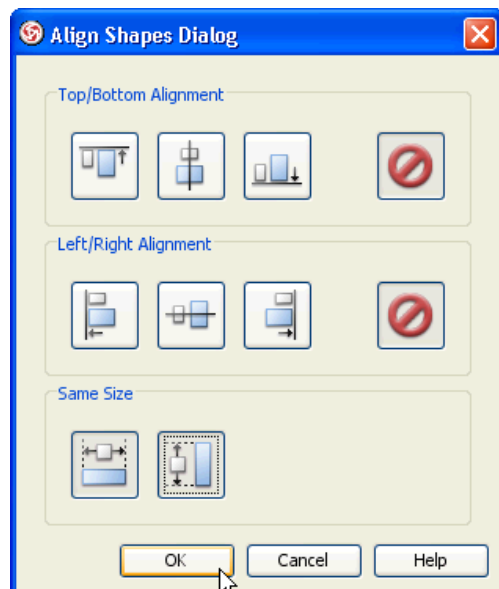 Align Shapes Dialog
Top/Bottom Alignment
Left/Right Alignment
Same Size
OK Cancel Help